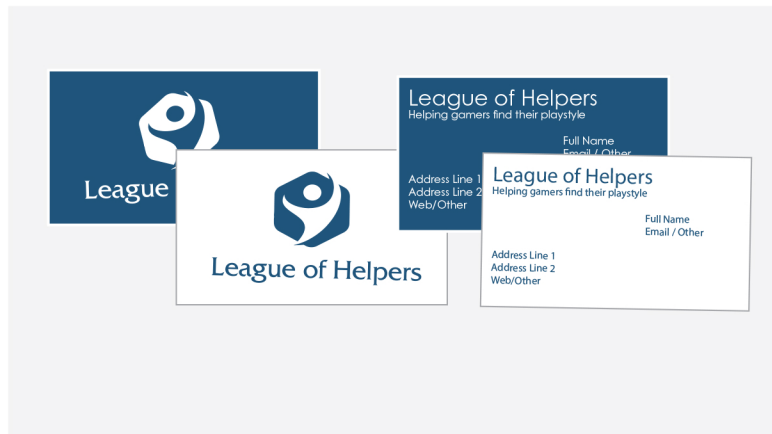 League
League of Helpers
League of Helpers
Helping gamers find their playstyle
Full Name
Email / Other
Address Line 1
Address Line 2
Web/Other
League of Helpers
Helping gamers find their playstyle
Full Name
Email / Other
Address Line 1
Address Line 2
Web/Other